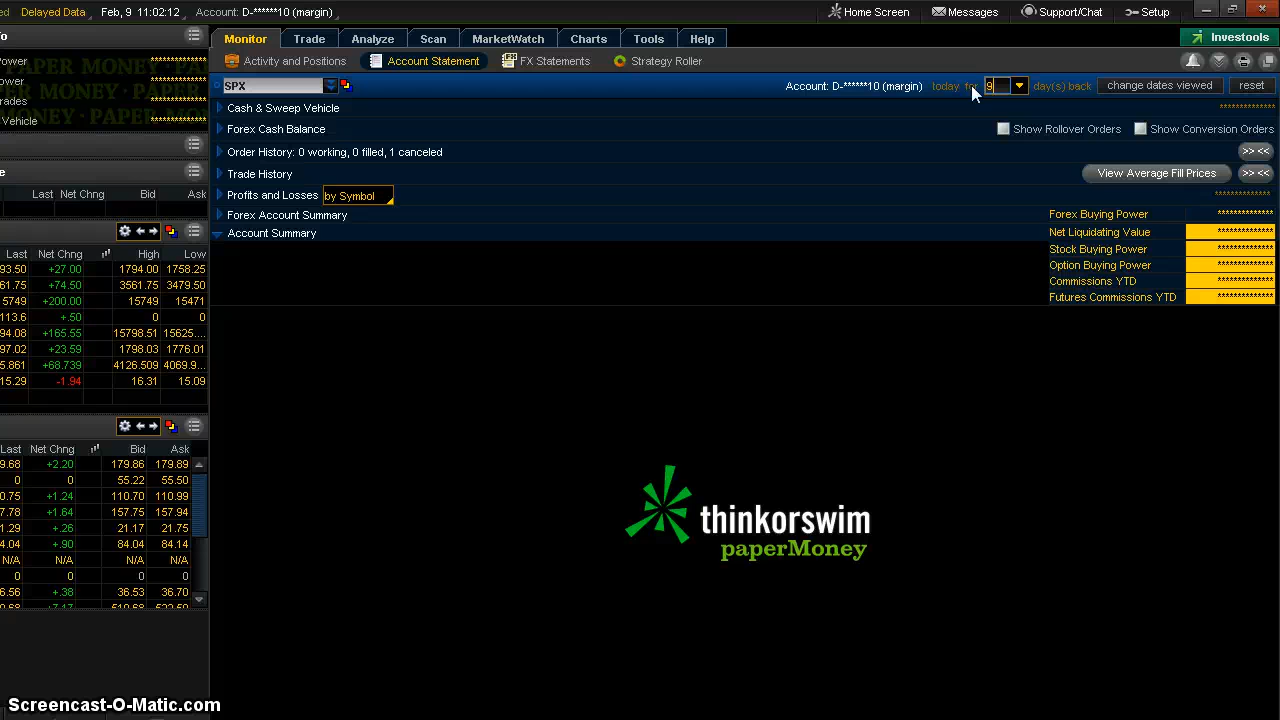 Delayed Data Feb, 9 11:02:12 Account: D-******10 (margin) Home Screen Messages Support/Chat Setup
Monitor Trade Analyze Scan MarketWatch Charts Tools Help Investools
Activity and Positions Account Statement FX Statements Strategy Roller
PAPER MONEY
Power **************
ower **************
rades **************
Vehicle **************
SPX Account: D-******10 (margin) today for 9 day(s) back change dates viewed reset
Cash & Sweep Vehicle **************
Forex Cash Balance Show Rollover Orders Show Conversion Orders
Order History: 0 working, 0 filled, 1 canceled >> <<
Trade History View Average Fill Prices >> <<
Profits and Losses by Symbol **************
Forex Account Summary Forex Buying Power **************
Account Summary Net Liquidating Value **************
Stock Buying Power **************
Option Buying Power **************
Commissions YTD **************
Futures Commissions YTD **************
Last Net Chng Bid Ask
Last Net Chng High Low
93.50 +27.00 1794.00 1758.25
61.75 +74.50 3561.75 3479.50
5749 +200.00 15749 15471
113.6 +.50 0 0
94.08 +165.55 15798.51 15625....
97.02 +23.59 1798.03 1776.01
5.861 +68.739 4126.509 4069.9...
15.29 -1.94 16.31 15.09
Last Net Chng Bid Ask
9.68 +2.20 179.86 179.89
0 0 55.22 55.50
0.75 +1.24 110.70 110.99
7.78 +1.64 157.75 157.94
1.29 +.26 21.17 21.75
4.04 +.90 84.04 84.14
N/A N/A N/A N/A
0 0 0 0
6.56 +.38 36.53 36.70
thinkorswim
paperMoney
Screencast-O-Matic.com